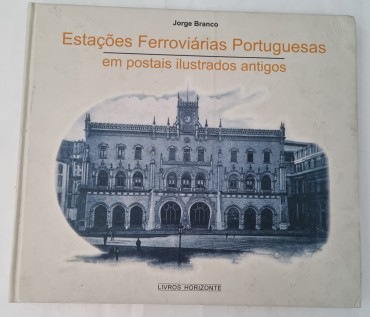 Jorge Branco
Estações Ferroviárias Portuguesas
em postais ilustrados antigos
LIVROS HORIZONTE